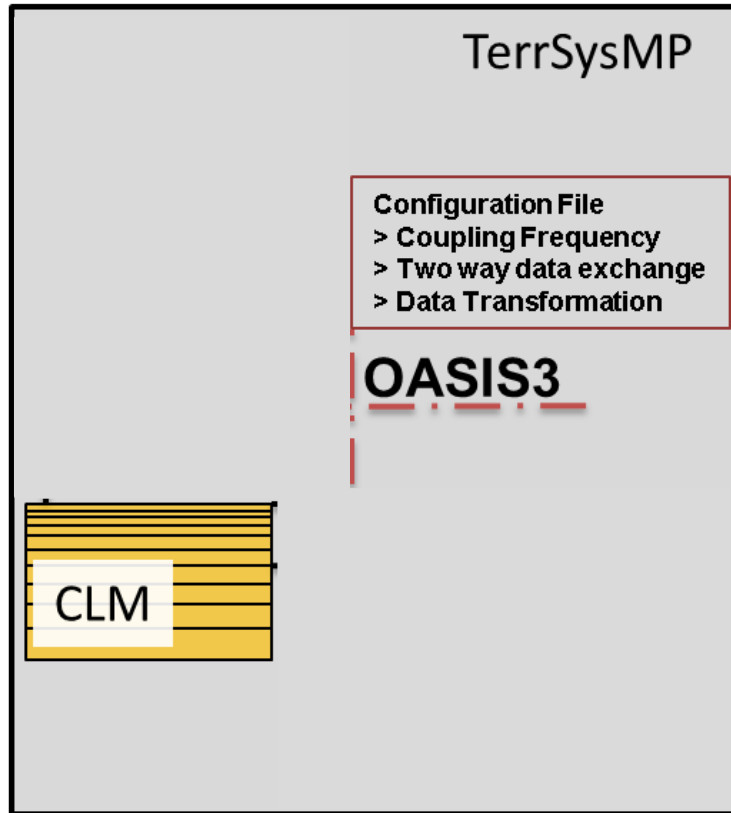 TerrSysMP
Configuration File
> Coupling Frequency
> Two way data exchange
> Data Transformation
OASIS3
CLM